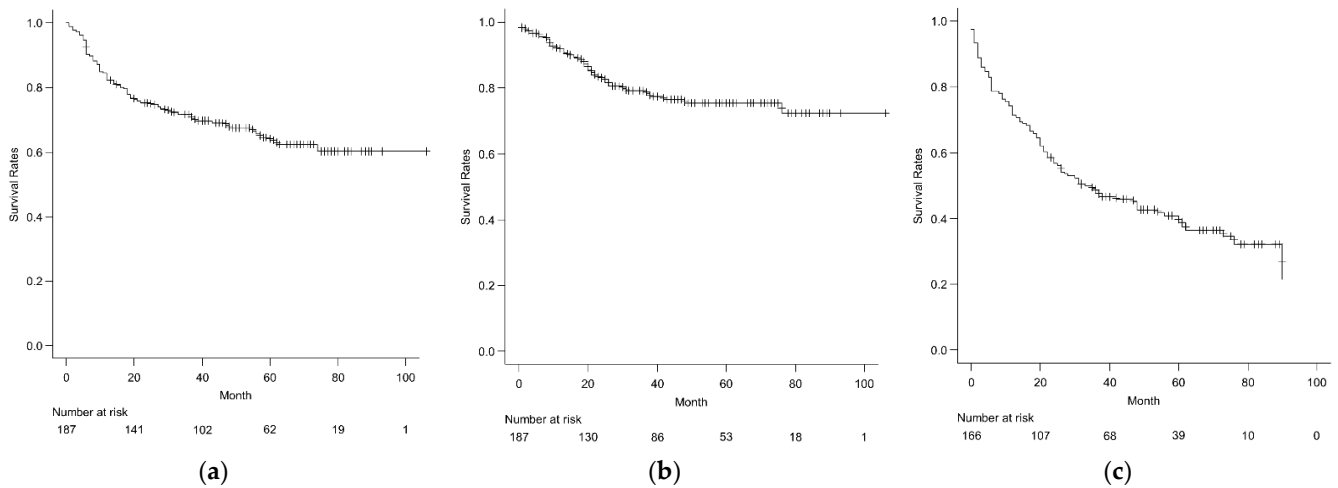 1.0
0.8
0.6
0.4
0.2
0.0
Survival Rates
0 20 40 60 80 100
Month
Number at risk
187 141 102 62 19 1
(a)
1.0
0.8
0.6
0.4
0.2
0.0
Survival Rates
0 20 40 60 80 100
Month
Number at risk
187 130 86 53 18 1
(b)
1.0
0.8
0.6
0.4
0.2
0.0
Survival Rates
0 20 40 60 80 100
Month
Number at risk
166 107 68 39 10 0
(c)